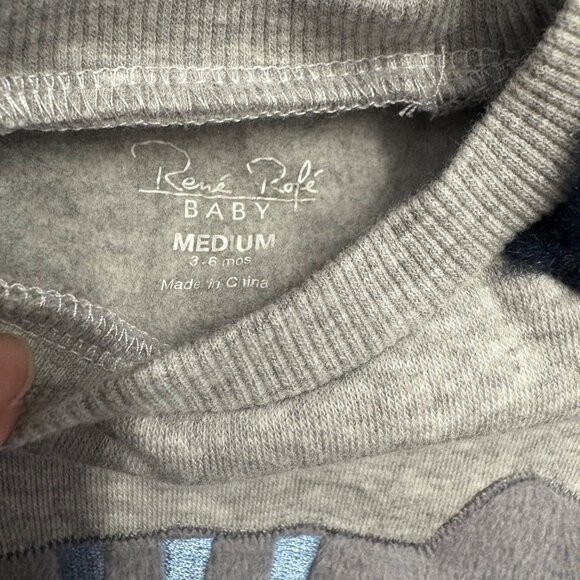 René Rofé
BABY
MEDIUM
3-6 mos
Made in China